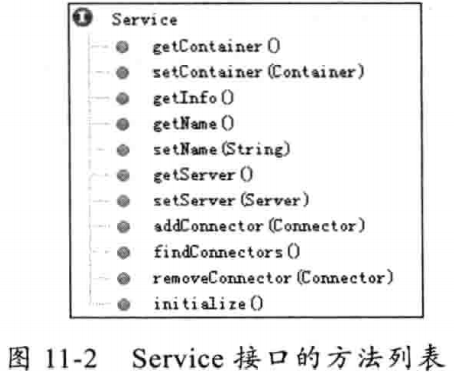 Service
getContainer()
setContainer(Container)
getInfo()
getName()
setName(String)
getServer()
setServer(Server)
addConnector(Connector)
findConnectors()
removeConnector(Connector)
initialize()
图 11-2 Service 接口的方法列表